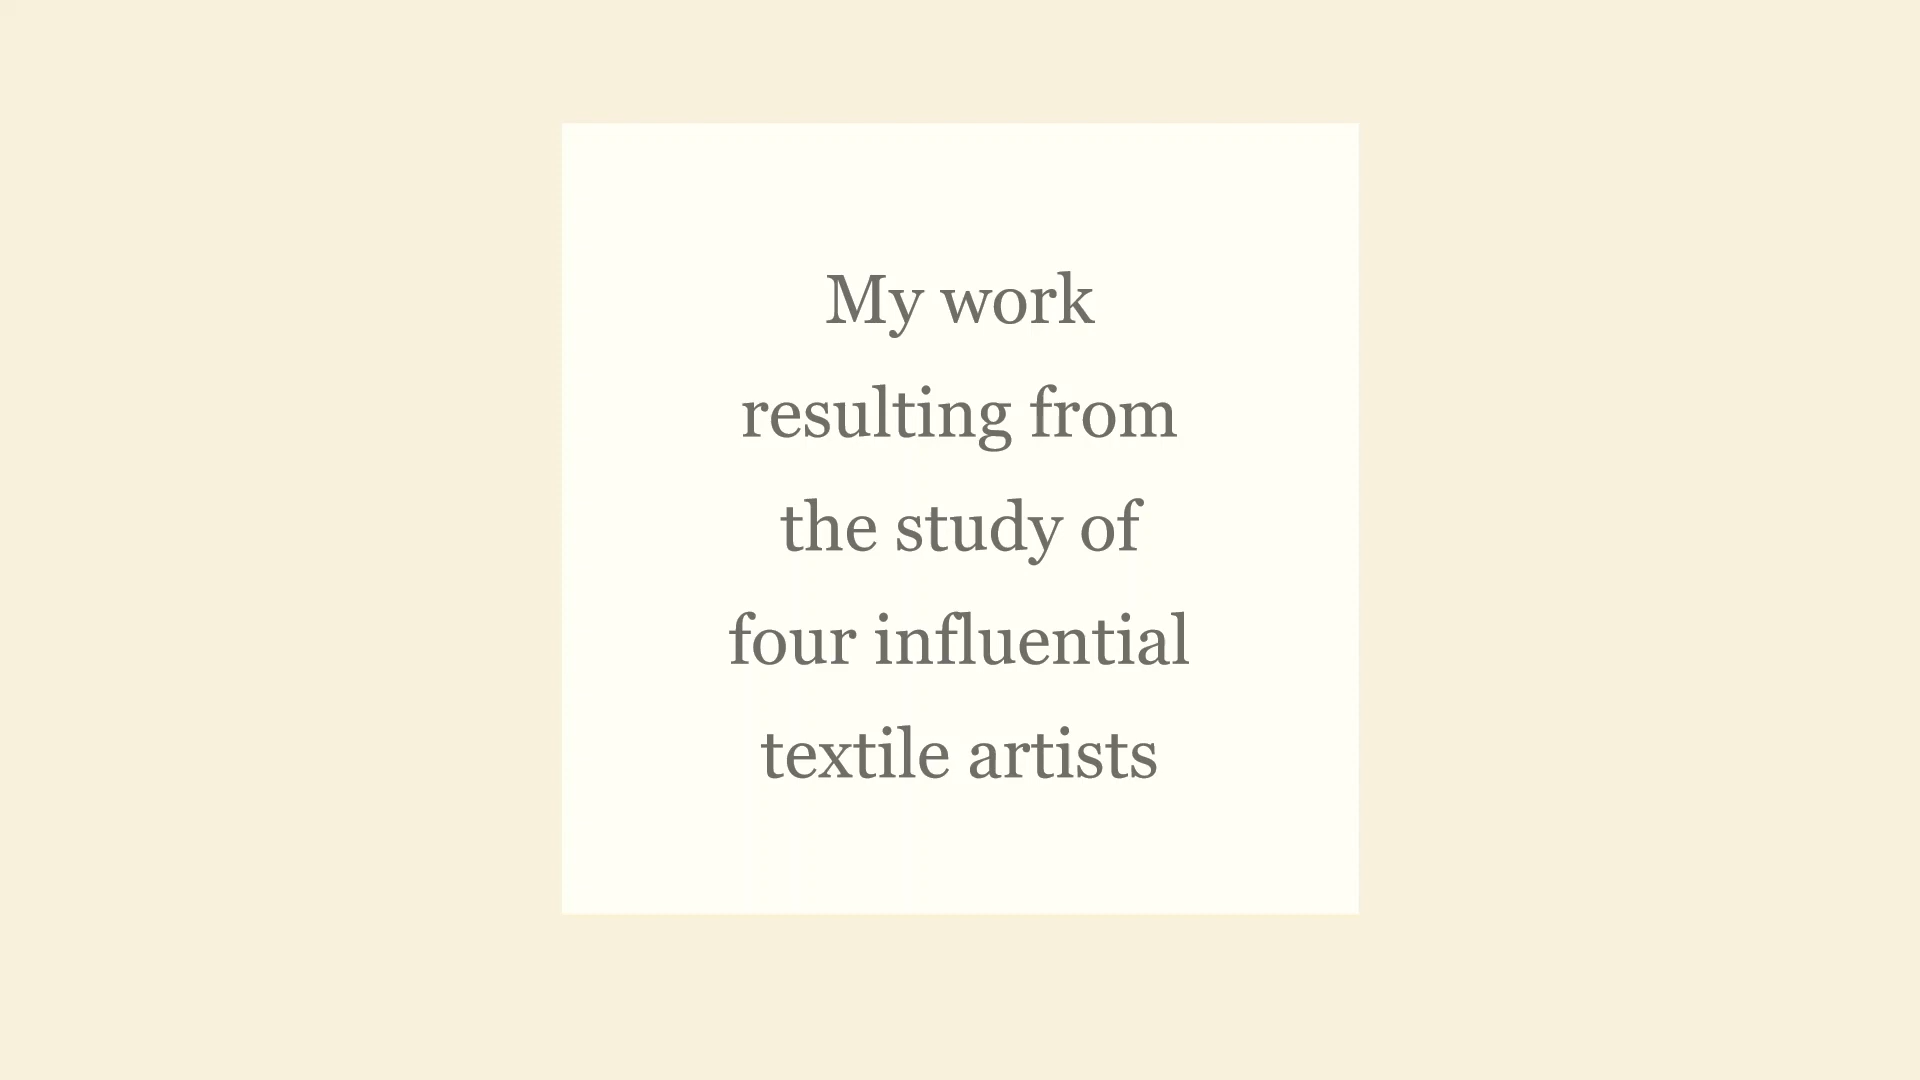 My work
resulting from
the study of
four influential
textile artists